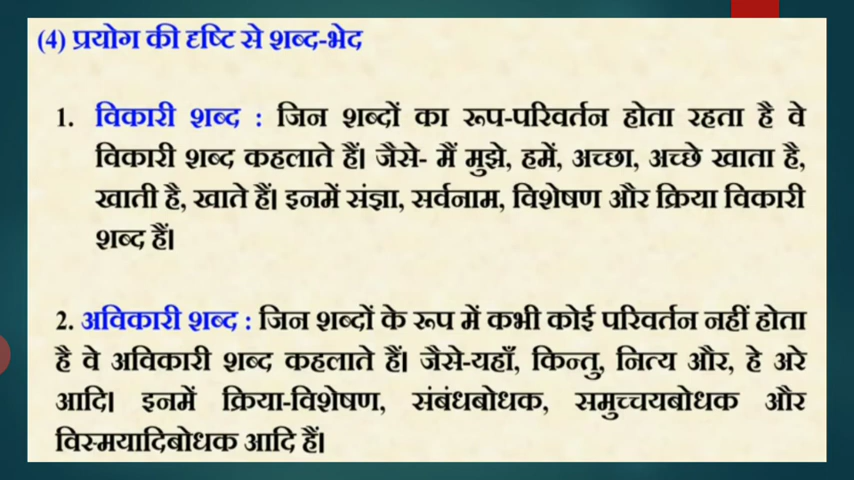 (4) प्रयोग की दृष्टि से शब्द-भेद
1. विकारी शब्द : जिन शब्दों का रूप-परिवर्तन होता रहता है वे
विकारी शब्द कहलाते हैं। जैसे- मैं मुझे, हमें, अच्छा, अच्छे खाता है,
खाती है, खाते हैं। इनमें संज्ञा, सर्वनाम, विशेषण और क्रिया विकारी
शब्द हैं।
2. अविकारी शब्द : जिन शब्दों के रूप में कभी कोई परिवर्तन नहीं होता
है वे अविकारी शब्द कहलाते हैं। जैसे-यहाँ, किन्तु, नित्य और, हे अरे
आदि। इनमें क्रिया-विशेषण, संबंधबोधक, समुच्चयबोधक और
विस्मयादिबोधक आदि हैं।